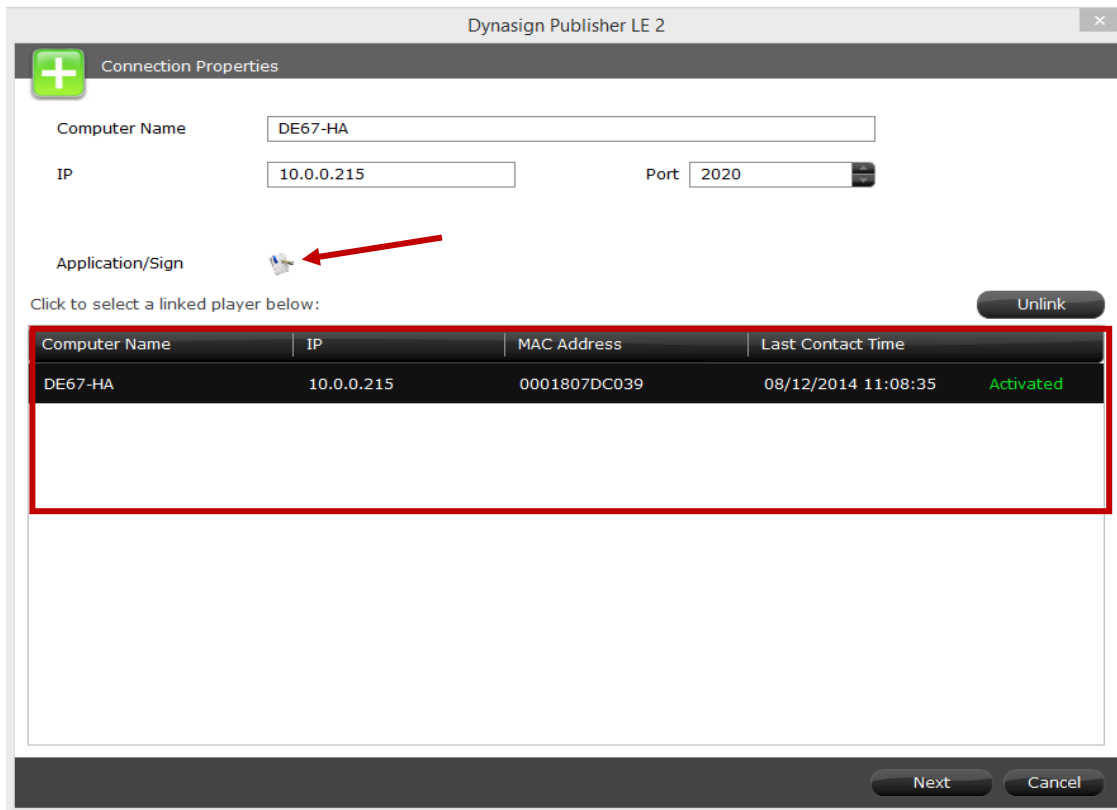 Dynasign Publisher LE 2
Connection Properties
Computer Name DE67-HA
IP 10.0.0.215 Port 2020
Application/Sign
Click to select a linked player below: Unlink
Computer Name IP MAC Address Last Contact Time
DE67-HA 10.0.0.215 0001807DC039 08/12/2014 11:08:35 Activated
Next Cancel